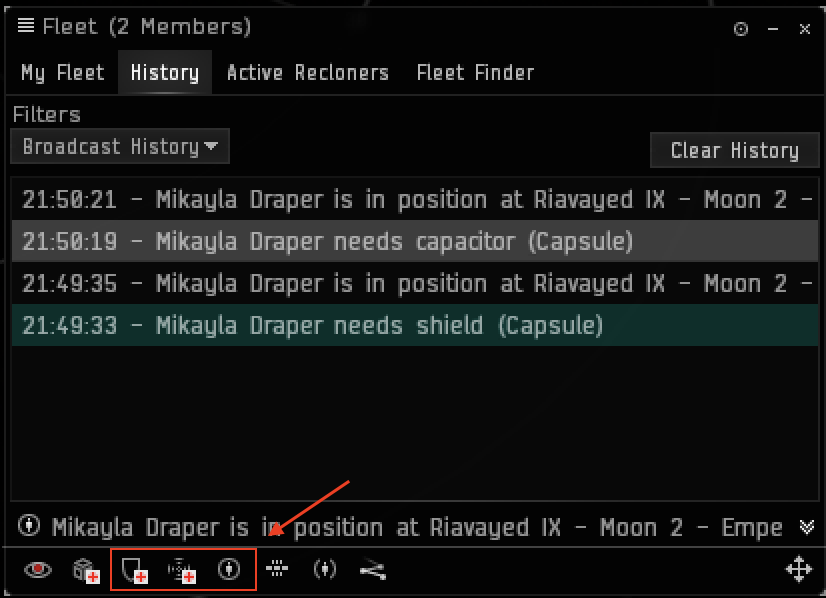 Fleet (2 Members)
My Fleet History Active Recloners Fleet Finder
Filters
Broadcast History
Clear History
21:50:21 - Mikayla Draper is in position at Riavayed IX - Moon 2 -
21:50:19 - Mikayla Draper needs capacitor (Capsule)
21:49:35 - Mikayla Draper is in position at Riavayed IX - Moon 2 -
21:49:33 - Mikayla Draper needs shield (Capsule)
Mikayla Draper is in position at Riavayed IX - Moon 2 - Empe